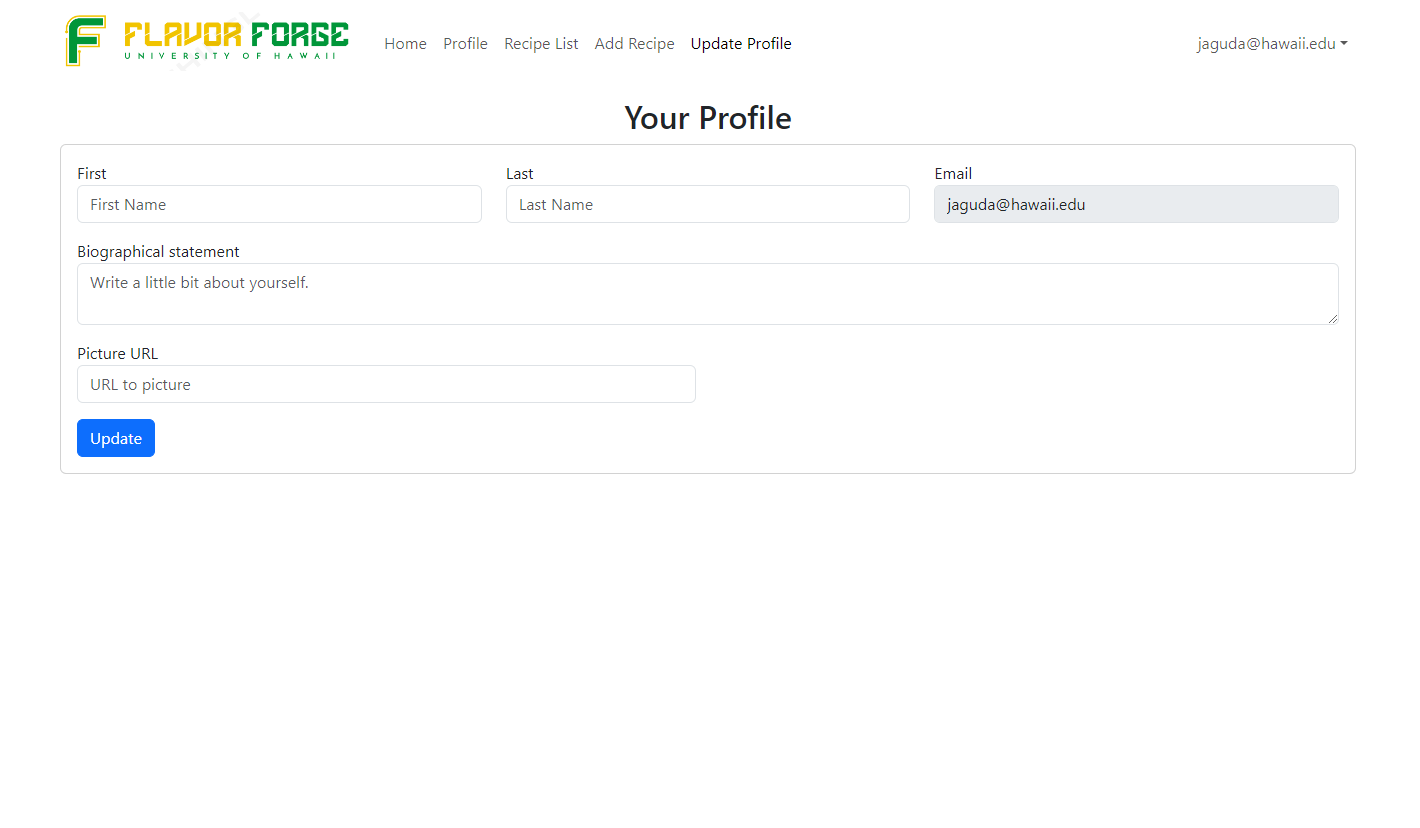 FLAVOR FORGE
UNIVERSITY OF HAWAII
Home Profile Recipe List Add Recipe Update Profile jaguda@hawaii.edu
Your Profile
First Last Email
First Name Last Name jaguda@hawaii.edu
Biographical statement
Write a little bit about yourself.
Picture URL
URL to picture
Update